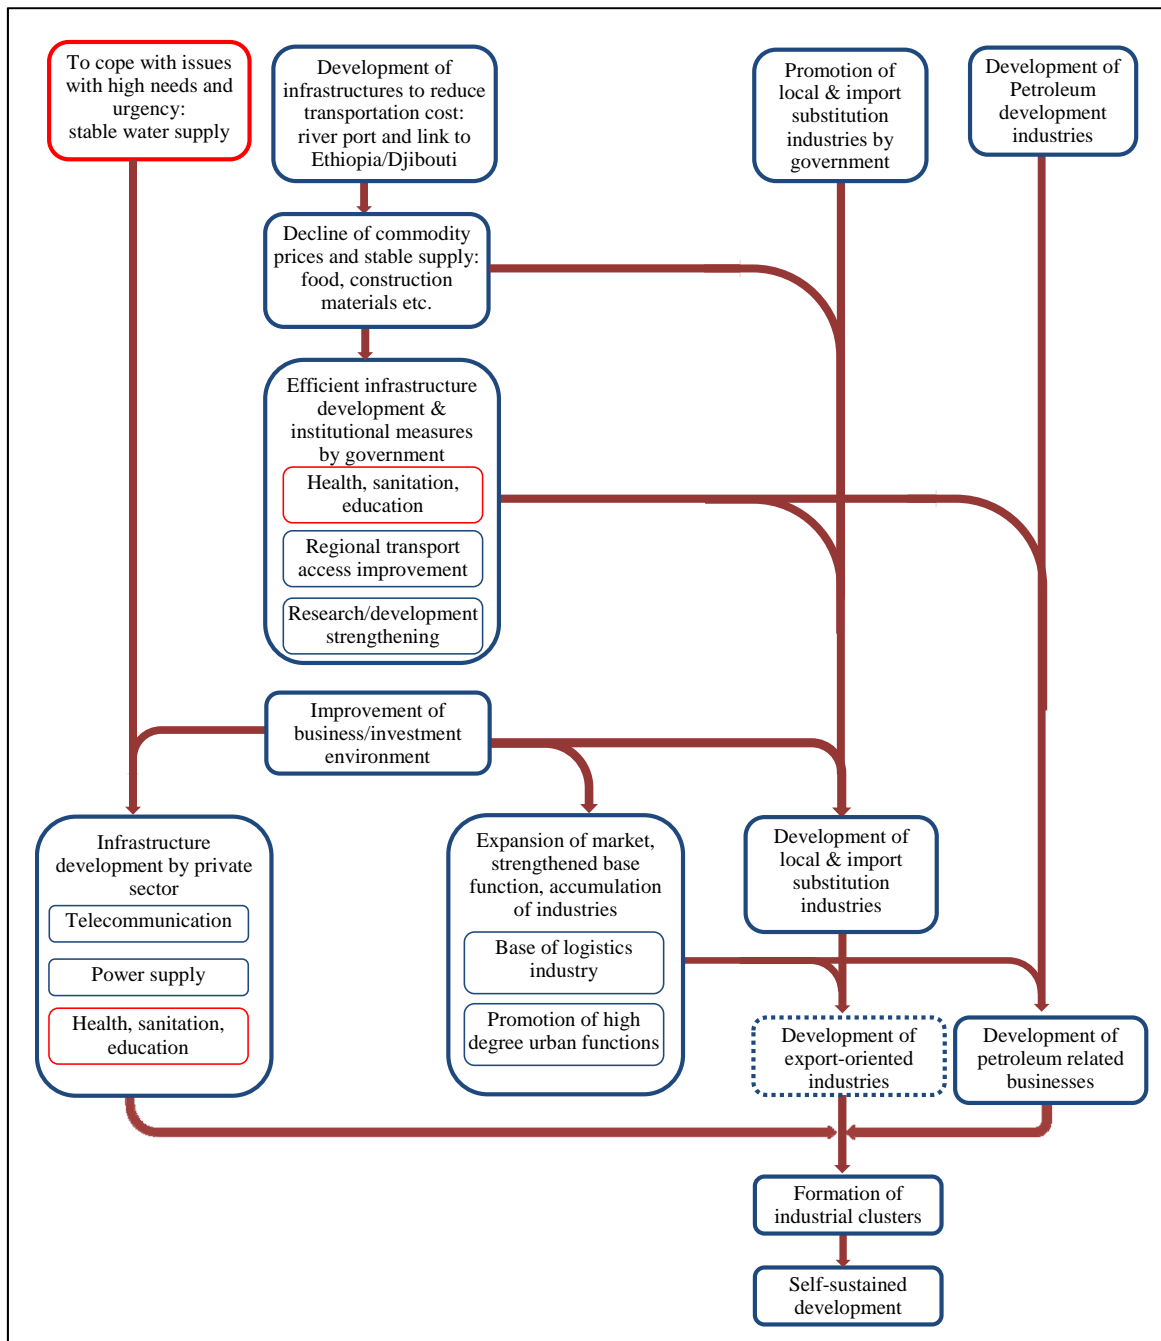 To cope with issues
with high needs and
urgency:
stable water supply
Development of
infrastructures to reduce
transportation cost:
river port and link to
Ethiopia/Djibouti
Promotion of
local & import
substitution
industries by
government
Development of
Petroleum
development
industries
Decline of commodity
prices and stable supply:
food, construction
materials etc.
Efficient infrastructure
development &
institutional measures
by government
Health, sanitation,
education
Regional transport
access improvement
Research/development
strengthening
Improvement of
business/investment
environment
Infrastructure
development by private
sector
Telecommunication
Power supply
Health, sanitation,
education
Expansion of market,
strengthened base
function, accumulation
of industries
Base of logistics
industry
Promotion of high
degree urban functions
Development of
local & import
substitution
industries
Development of
export-oriented
industries
Development of
petroleum related
businesses
Formation of
industrial clusters
Self-sustained
development